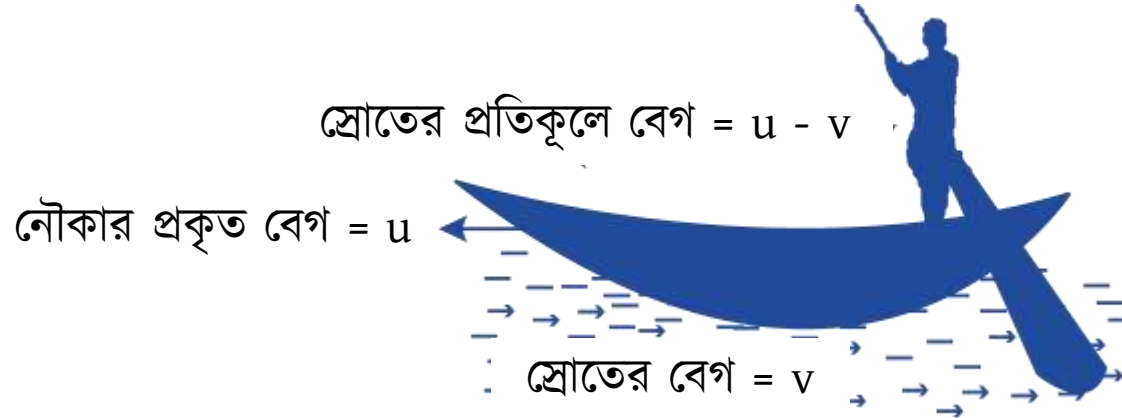 স্রোতের প্রতিকূলে বেগ = u - v
নৌকার প্রকৃত বেগ = u
স্রোতের বেগ = v